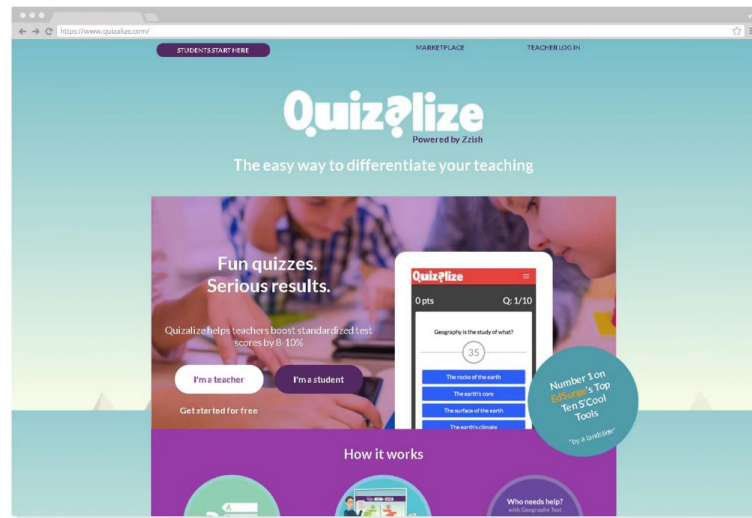 https://www.quizalize.com/
STUDENTS START HERE
MARKETPLACE
TEACHER LOG IN
Quizalize
Powered by Zzish
The easy way to differentiate your teaching
Fun quizzes.
Serious results.
Quizalize helps teachers boost standardized test
scores by 8-10%
I'm a teacher
I'm a student
Get started for free
Quizalize
0 pts
Q: 1/10
Geography is the study of what?
35
The rocks of the earth
The earth's core
The surface of the earth
The earth's climate
Number 1 on
EdSurge's Top
Ten S'Cool
Tools
"by a landslide"
How it works
Who needs help?
with Geography Test